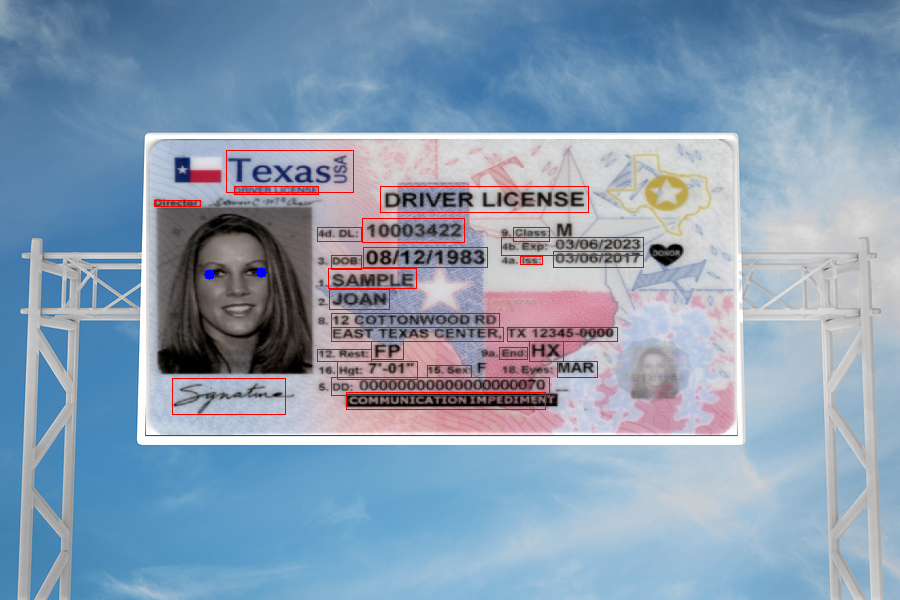 Texas USA
DRIVER LICENSE
Director
DRIVER LICENSE
4d. DL: 10003422
9. Class: M
4b. Exp: 03/06/2023
3. DOB: 08/12/1983
4a. Iss: 03/06/2017
DONOR
1. SAMPLE
2. JOAN
8. 12 COTTONWOOD RD
EAST TEXAS CENTER, TX 12345-0000
12. Rest: FP
9a. End: HX
16. Hgt: 7'-01"
15. Sex: F
18. Eyes: MAR
5. DD: 00000000000000000070
COMMUNICATION IMPEDIMENT
Signature